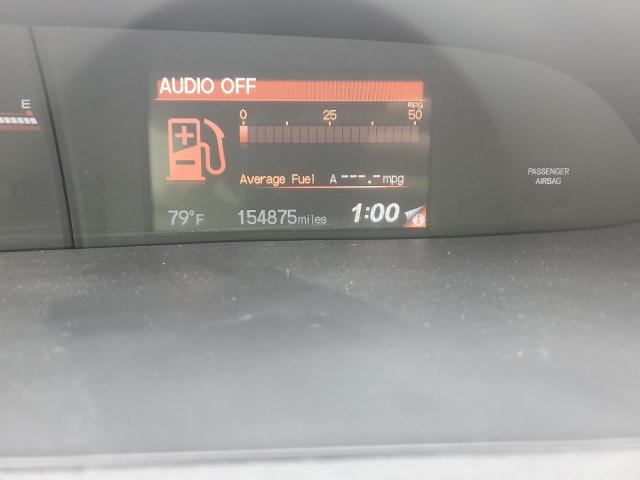 E
AUDIO OFF
mpg
0 25 50
Average Fuel A ---.- mpg
PASSENGER
AIRBAG
79°F 154875miles 1:00 i